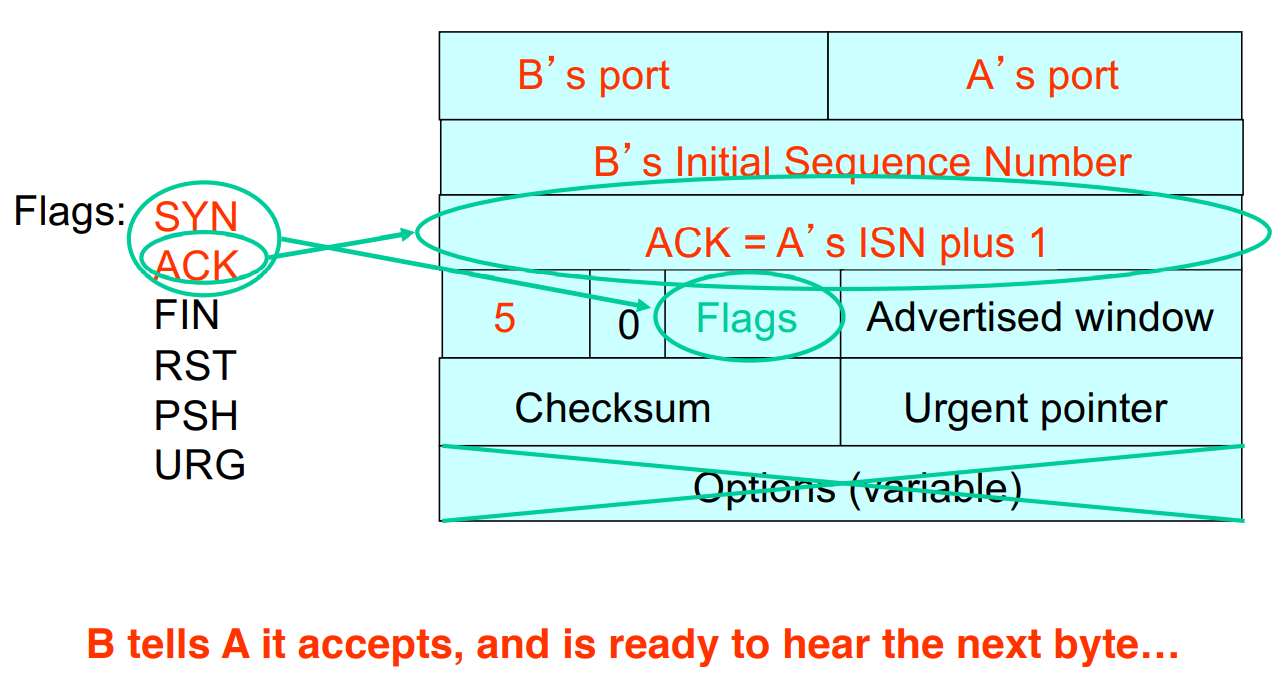 B’s port
A’s port
B’s Initial Sequence Number
Flags:
SYN
ACK
FIN
RST
PSH
URG
ACK = A’s ISN plus 1
5
0
Flags
Advertised window
Checksum
Urgent pointer
Options (variable)
B tells A it accepts, and is ready to hear the next byte…